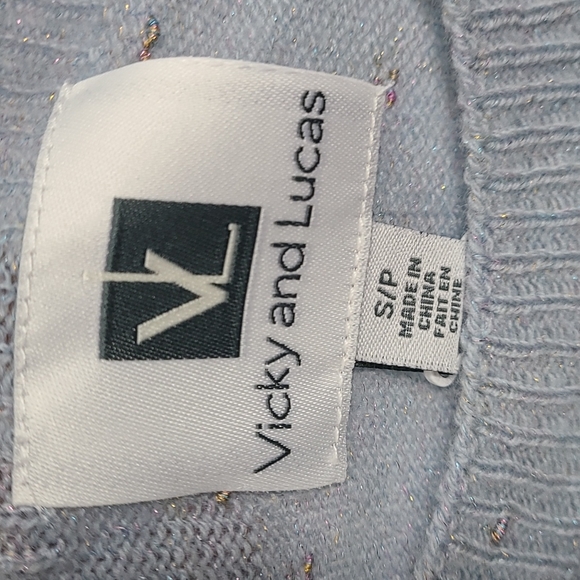 VL
Vicky and Lucas
S/P
MADE IN
CHINA
FAIT EN
CHINE